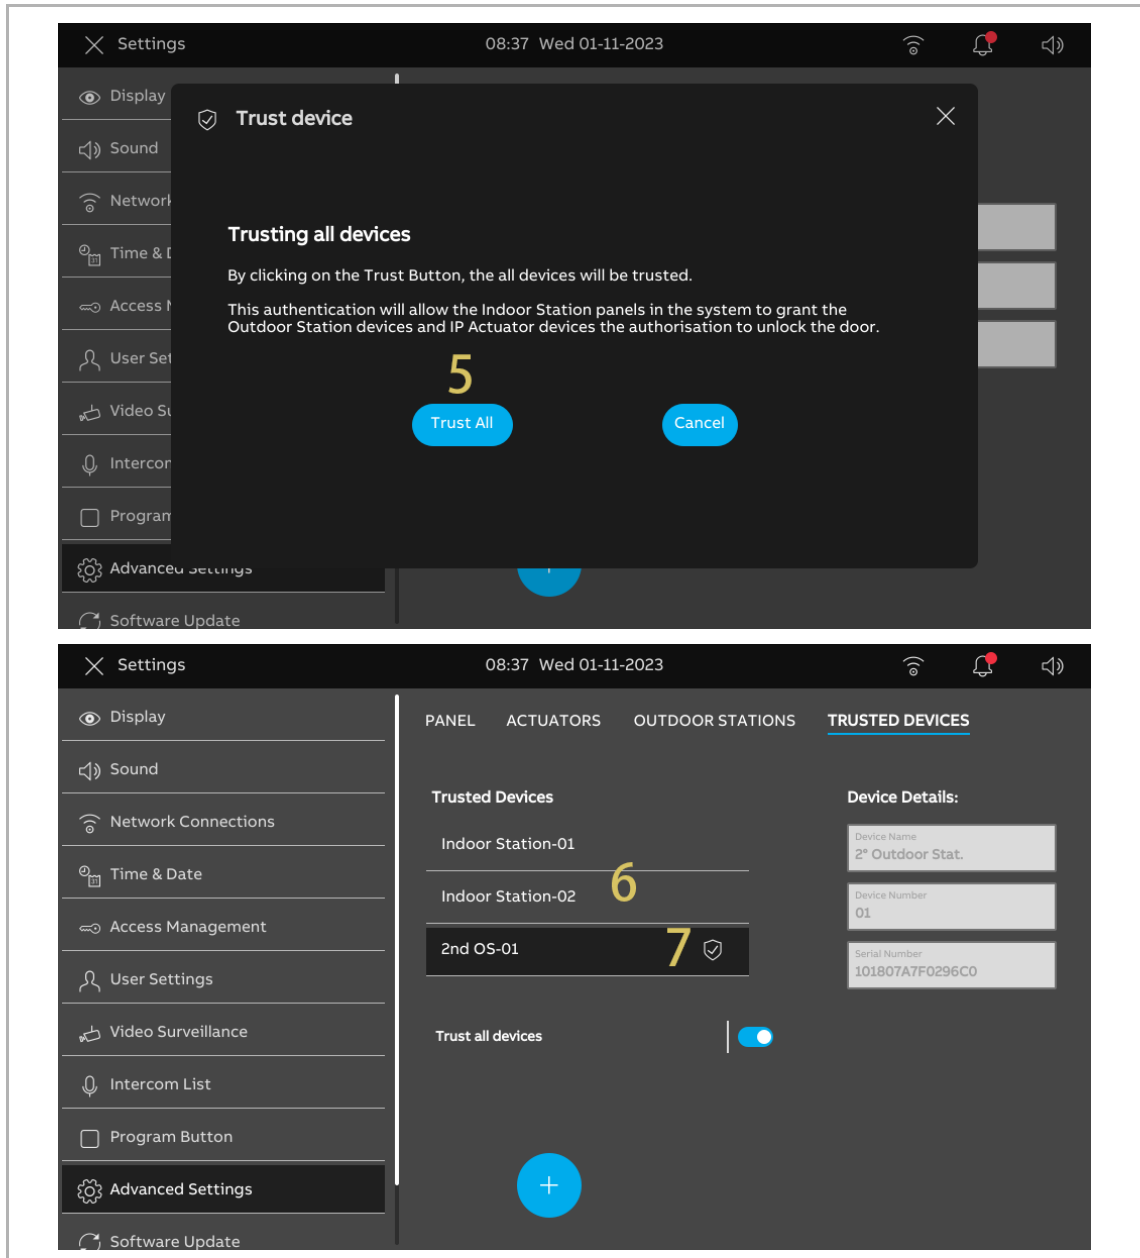 Settings
08:37 Wed 01-11-2023
Display
Trust device
Sound
Network
Trusting all devices
Time & D
By clicking on the Trust Button, the all devices will be trusted.
Access M
This authentication will allow the Indoor Station panels in the system to grant the
Outdoor Station devices and IP Actuator devices the authorisation to unlock the door.
User Set
5
Video Su
Trust All
Cancel
Intercom
Program
Advanced Settings
Software Update
Settings
08:37 Wed 01-11-2023
Display
PANEL ACTUATORS OUTDOOR STATIONS TRUSTED DEVICES
Sound
Trusted Devices
Device Details:
Network Connections
Indoor Station-01
Device Name
2° Outdoor Stat.
Time & Date
6
Indoor Station-02
Device Number
01
Access Management
7
2nd OS-01
Serial Number
101807A7F0296C0
User Settings
Video Surveillance
Trust all devices
Intercom List
Program Button
Advanced Settings
+
Software Update